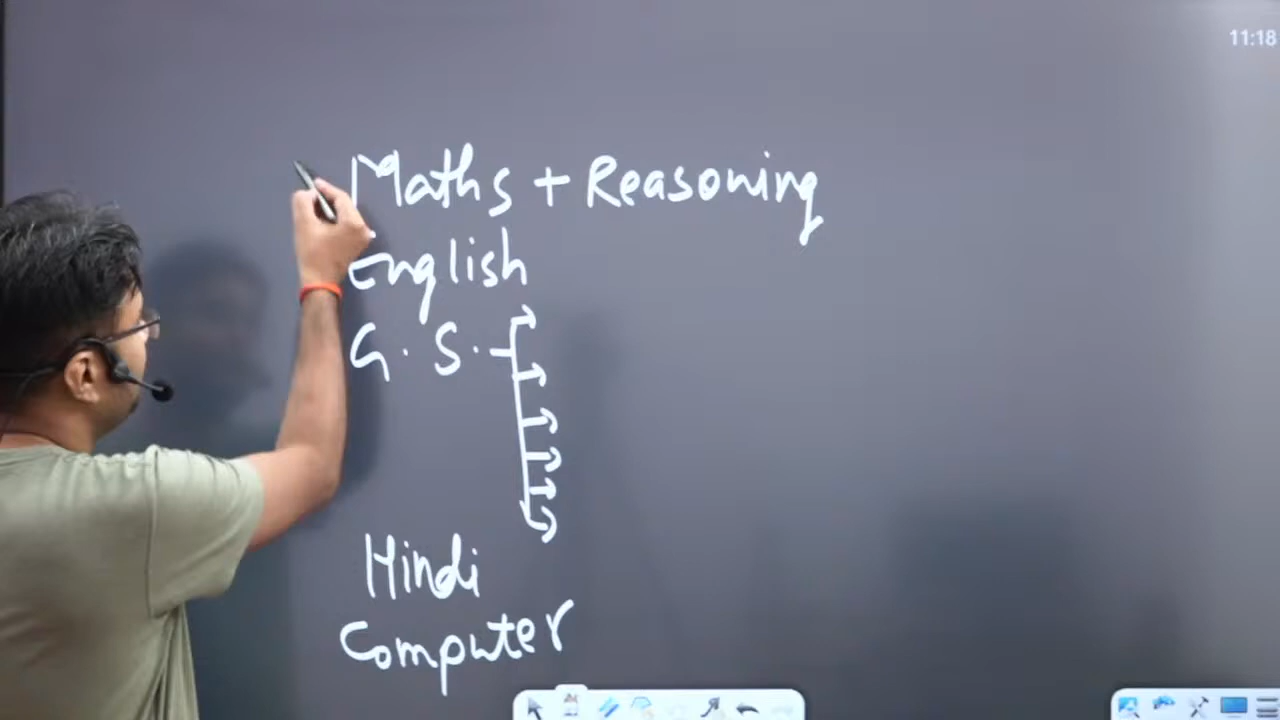 11:18
Maths + Reasoning
English
G.S.
Hindi
Computer